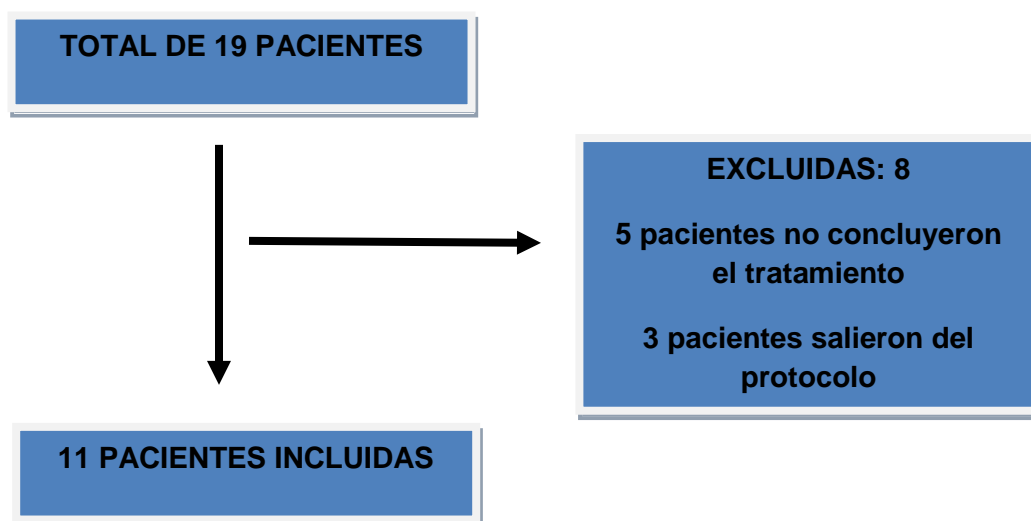 TOTAL DE 19 PACIENTES
EXCLUIDAS: 8
5 pacientes no concluyeron
el tratamiento
3 pacientes salieron del
protocolo
11 PACIENTES INCLUIDAS